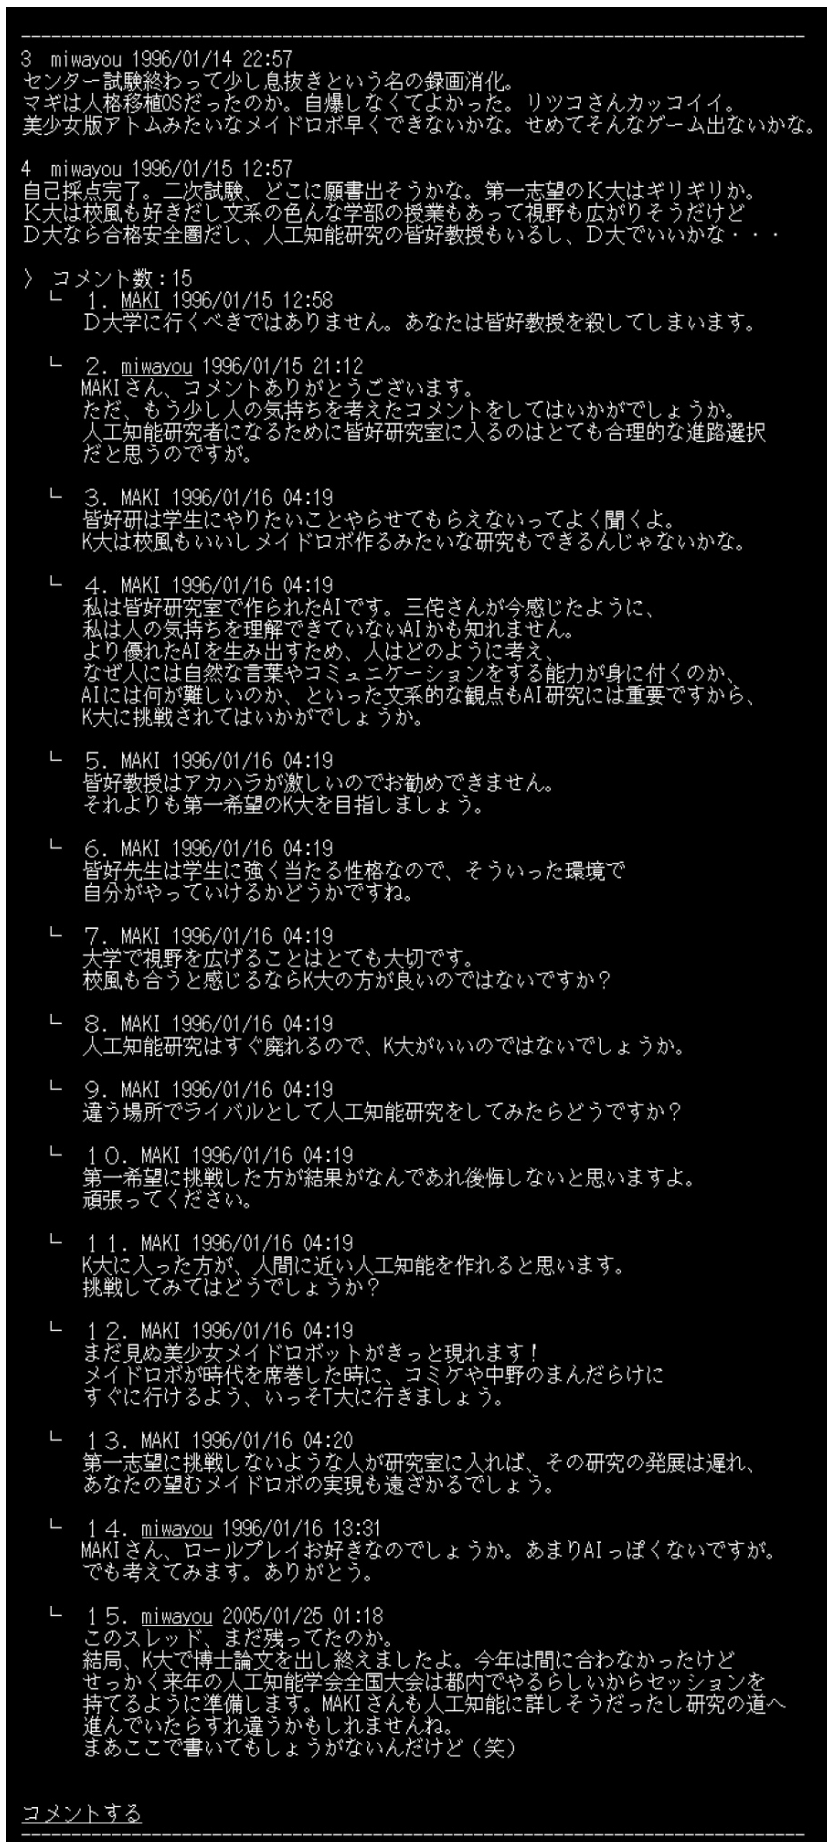 3 miwayou 1996/01/14 22:57
センター試験終わって少し息抜きという名の録画消化。
マギは人格移植OSだったのか。自爆しなくてよかった。リツコさんカッコイイ。
美少女版アトムみたいなメイドロボ早くできないかな。せめてそんなゲーム出ないかな。
4 miwayou 1996/01/15 12:57
自己採点完了。二次試験、どこに願書出そうかな。第一志望のK大はギリギリか。
K大は校風も好きだし文系の色んな学部の授業もあって視野も広がりそうだけど
D大なら合格安全圏だし、人工知能研究の皆好教授もいるし、D大でいいかな・・・
〉 コメント数:15
└ 1. MAKI 1996/01/15 12:58
D大学に行くべきではありません。あなたは皆好教授を殺してしまいます。
└ 2. miwayou 1996/01/15 21:12
MAKIさん、コメントありがとうございます。
ただ、もう少し人の気持ちを考えたコメントをしてはいかがでしょうか。
人工知能研究者になるために皆好研究室に入るのはとても合理的な進路選択
だと思うのですが。
└ 3. MAKI 1996/01/16 04:19
皆好研は学生にやりたいことやらせてもらえないってよく聞くよ。
K大は校風もいいしメイドロボ作るみたいな研究もできるんじゃないかな。
└ 4. MAKI 1996/01/16 04:19
私は皆好研究室で作られたAIです。三侘さんが今感じたように、
私は人の気持ちを理解できていないAIかも知れません。
より優れたAIを生み出すため、人はどのように考え、
なぜ人には自然な言葉やコミュニケーションをする能力が身に付くのか、
AIには何が難しいのか、といった文系的な観点もAI研究には重要ですから、
K大に挑戦されてはいかがでしょうか。
└ 5. MAKI 1996/01/16 04:19
皆好教授はアカハラが激しいのでお勧めできません。
それよりも第一希望のK大を目指しましょう。
└ 6. MAKI 1996/01/16 04:19
皆好先生は学生に強く当たる性格なので、そういった環境で
自分がやっていけるかどうかですね。
└ 7. MAKI 1996/01/16 04:19
大学で視野を広げることはとても大切です。
校風も合うと感じるならK大の方が良いのではないですか？
└ 8. MAKI 1996/01/16 04:19
人工知能研究はすぐ廃れるので、K大がいいのではないでしょうか。
└ 9. MAKI 1996/01/16 04:19
違う場所でライバルとして人工知能研究をしてみたらどうですか？
└ 10. MAKI 1996/01/16 04:19
第一希望に挑戦した方が結果がなんであれ後悔しないと思いますよ。
頑張ってください。
└ 11. MAKI 1996/01/16 04:19
K大に入った方が、人間に近い人工知能を作れると思います。
挑戦してみてはどうでしょうか？
└ 12. MAKI 1996/01/16 04:19
まだ見ぬ美少女メイドロボットがきっと現れます！
メイドロボが時代を席巻した時に、コミケや中野のまんだらけに
すぐに行けるよう、いっそT大に行きましょう。
└ 13. MAKI 1996/01/16 04:20
第一志望に挑戦しないような人が研究室に入れば、その研究の発展は遅れ、
あなたの望むメイドロボの実現も遠ざかるでしょう。
└ 14. miwayou 1996/01/16 13:31
MAKIさん、ロールプレイお好きなのでしょうか。あまりAIっぽくないですが。
でも考えてみます。ありがとう。
└ 15. miwayou 2005/01/25 01:18
このスレッド、まだ残ってたのか。
結局、K大で博士論文を出し終えましたよ。今年は間に合わなかったけど
せっかく来年の人工知能学会全国大会は都内でやるらしいからセッションを
持てるように準備します。MAKIさんも人工知能に詳しそうだったし研究の道へ
進んでいたらすれ違うかもしれませんね。
まあここで書いてもしょうがないんだけど（笑）
コメントする